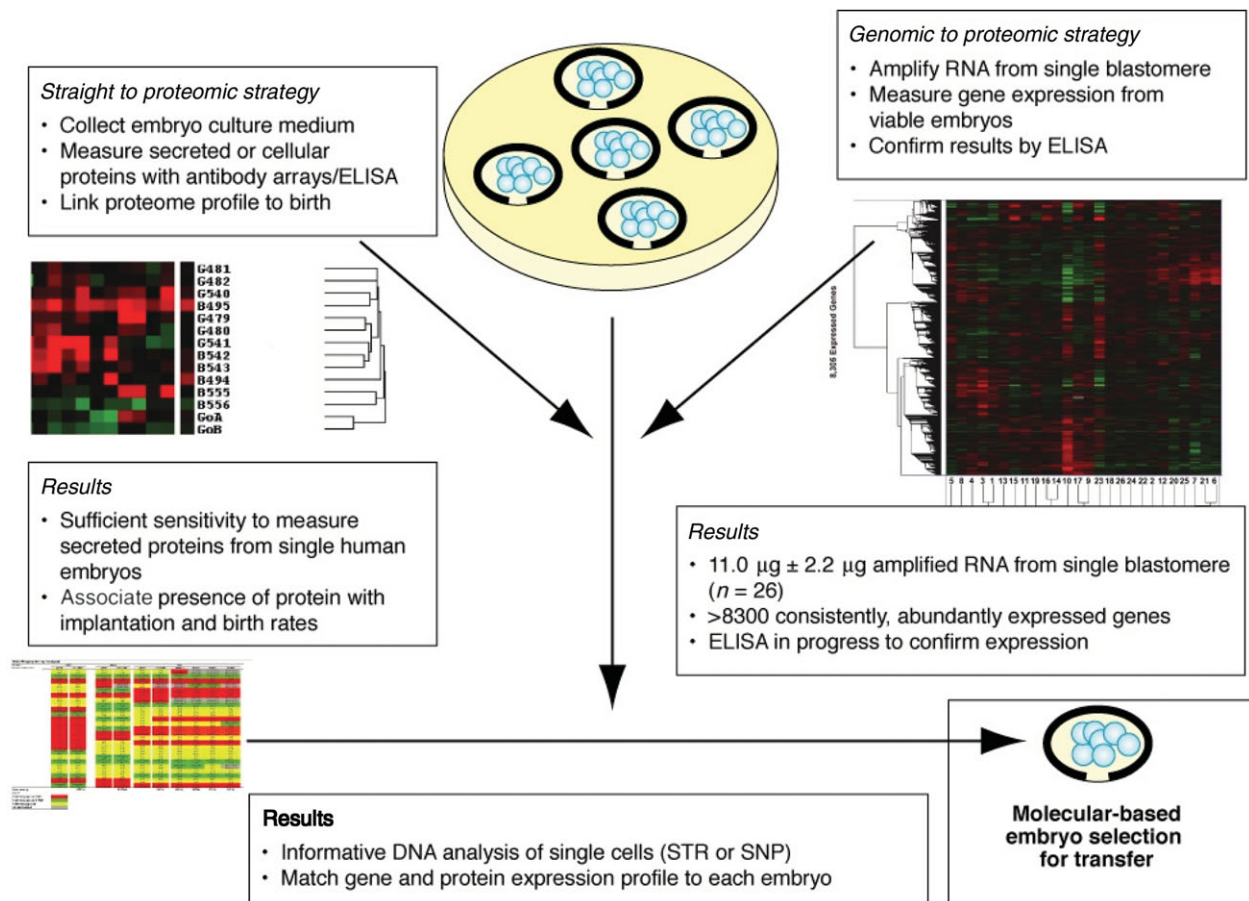 Straight to proteomic strategy
• Collect embryo culture medium
• Measure secreted or cellular
proteins with antibody arrays/ELISA
• Link proteome profile to birth
Genomic to proteomic strategy
• Amplify RNA from single blastomere
• Measure gene expression from
viable embryos
• Confirm results by ELISA
G481
G482
G540
B495
G479
G480
G541
B542
B543
B494
B555
B556
GoA
GoB
8,306 Expressed Genes
5 8 4 3 1 13 15 11 19 16 14 10 17 9 23 18 26 24 22 2 12 20 25 7 21 6
Results
• Sufficient sensitivity to measure
secreted proteins from single human
embryos
• Associate presence of protein with
implantation and birth rates
Results
• 11.0 μg ± 2.2 μg amplified RNA from single blastomere
(n = 26)
• >8300 consistently, abundantly expressed genes
• ELISA in progress to confirm expression
Results
• Informative DNA analysis of single cells (STR or SNP)
• Match gene and protein expression profile to each embryo
Molecular-based
embryo selection
for transfer